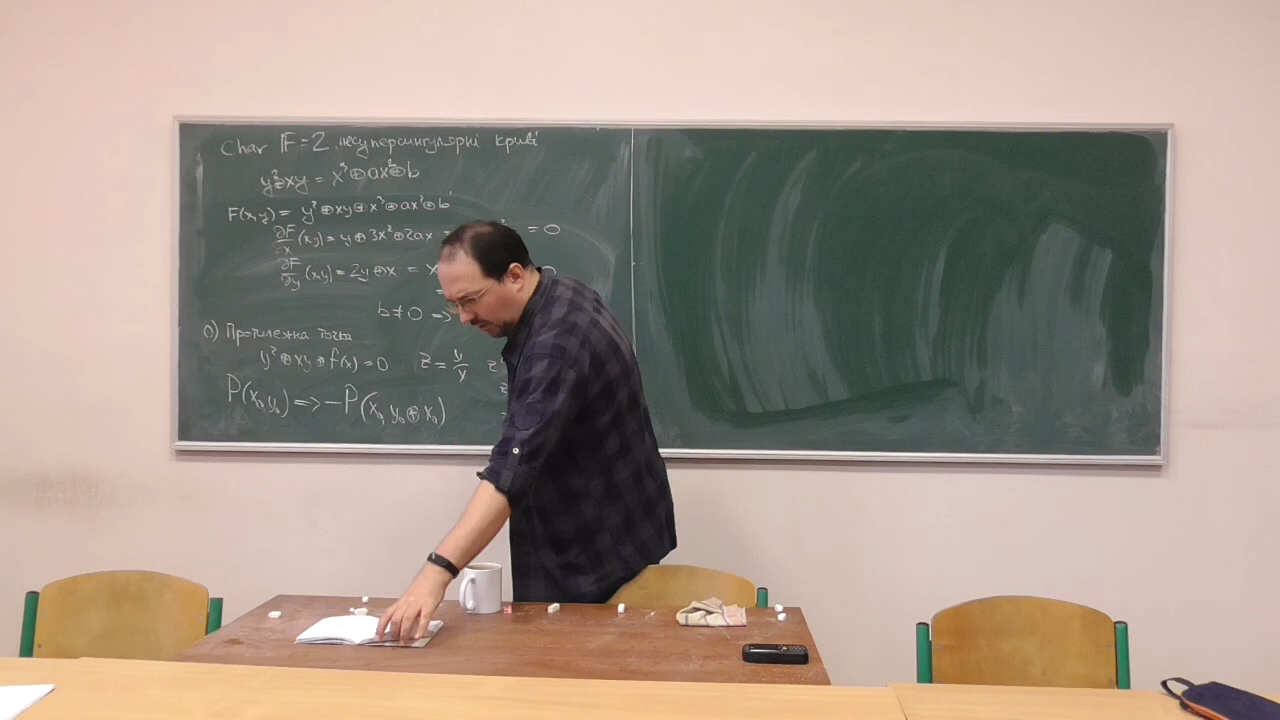 Char 𝔽 = 2 несуперсингулярні криві
y²⊕xy = x³⊕ax²⊕b
F(x,y) = y²⊕xy⊕x³⊕ax²⊕b
∂F/∂x (x,y) = y⊕3x²⊕2ax = = 0
∂F/∂y (x,y) = 2y⊕x = x
b≠0 =>
0) Протилежна точка
y²⊕xy⊕f(x)=0 z = y/x
P(x₀,y₀) => -P(x₀,y₀⊕x₀)